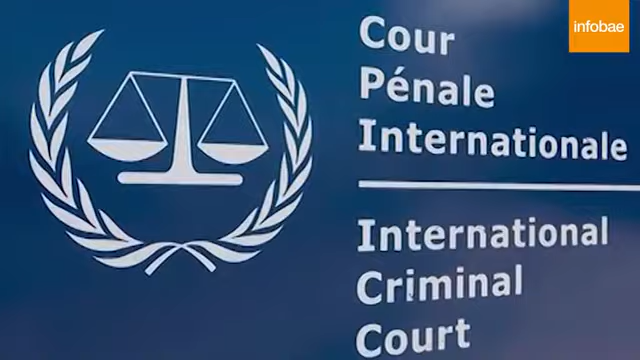 infobae
Cour
Pénale
Internationale
International
Criminal
Court